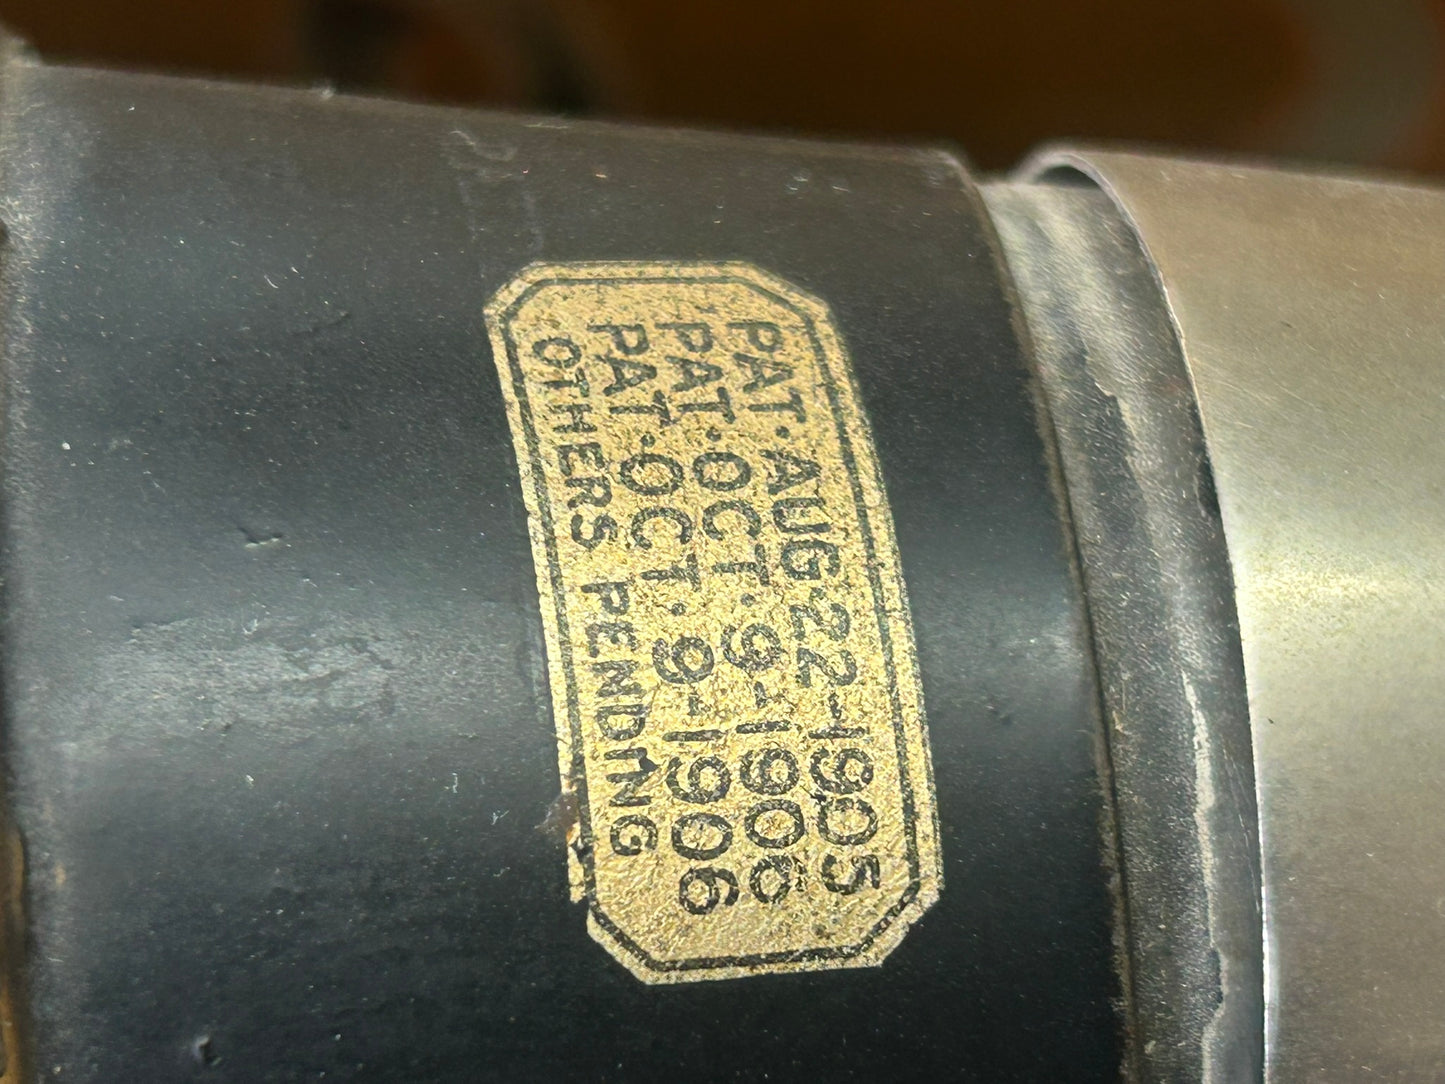 PAT·AUG·22-1905
PAT·OCT·9-1906
PAT·OCT·9-1906
OTHERS PENDING